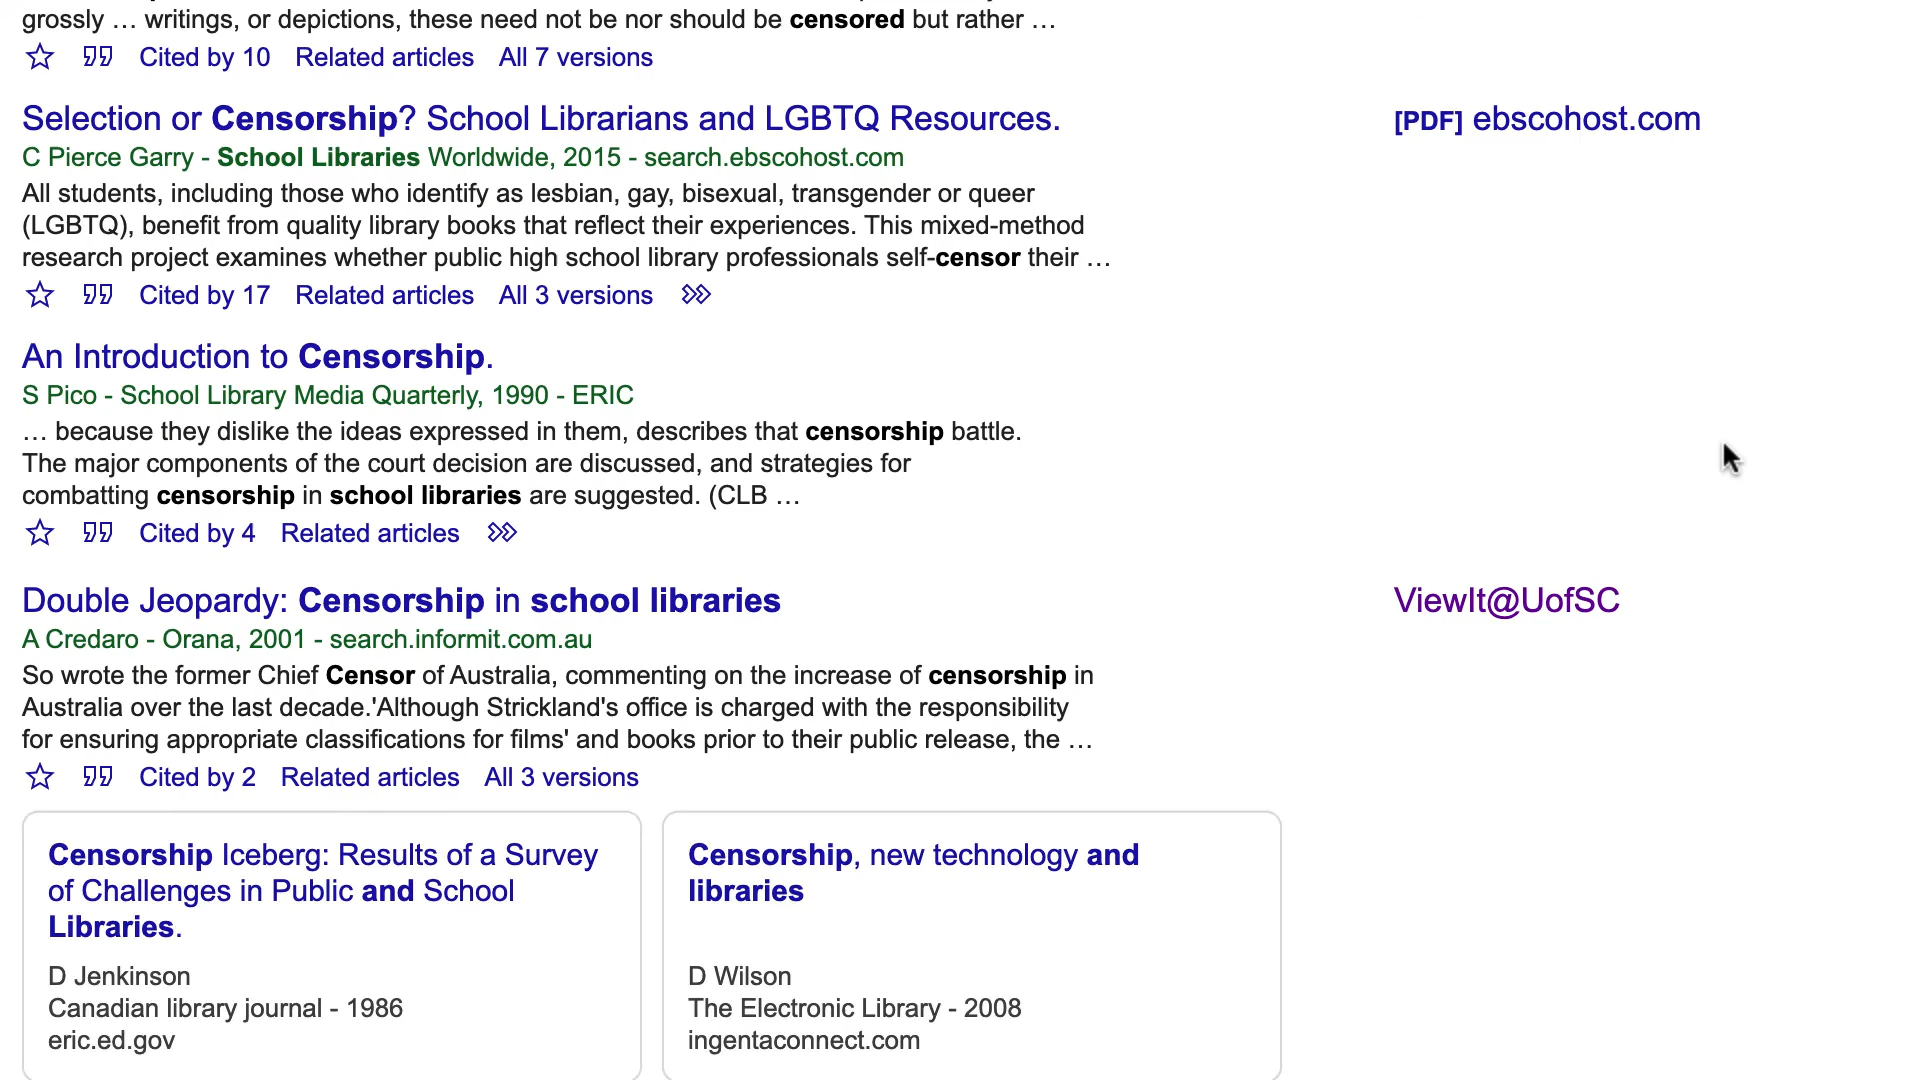 grossly … writings, or depictions, these need not be nor should be censored but rather …
Cited by 10 Related articles All 7 versions
Selection or Censorship? School Librarians and LGBTQ Resources.
[PDF] ebscohost.com
C Pierce Garry - School Libraries Worldwide, 2015 - search.ebscohost.com
All students, including those who identify as lesbian, gay, bisexual, transgender or queer
(LGBTQ), benefit from quality library books that reflect their experiences. This mixed-method
research project examines whether public high school library professionals self-censor their …
Cited by 17 Related articles All 3 versions
An Introduction to Censorship.
S Pico - School Library Media Quarterly, 1990 - ERIC
… because they dislike the ideas expressed in them, describes that censorship battle.
The major components of the court decision are discussed, and strategies for
combatting censorship in school libraries are suggested. (CLB …
Cited by 4 Related articles
Double Jeopardy: Censorship in school libraries
ViewIt@UofSC
A Credaro - Orana, 2001 - search.informit.com.au
So wrote the former Chief Censor of Australia, commenting on the increase of censorship in
Australia over the last decade.'Although Strickland's office is charged with the responsibility
for ensuring appropriate classifications for films' and books prior to their public release, the …
Cited by 2 Related articles All 3 versions
Censorship Iceberg: Results of a Survey
of Challenges in Public and School
Libraries.
D Jenkinson
Canadian library journal - 1986
eric.ed.gov
Censorship, new technology and
libraries
D Wilson
The Electronic Library - 2008
ingentaconnect.com